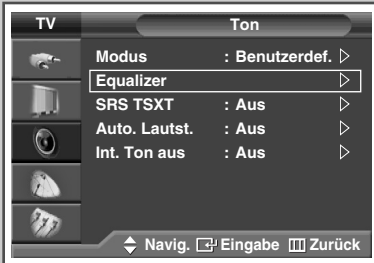 TV Ton
Modus : Benutzerdef.
Equalizer
SRS TSXT : Aus
Auto. Lautst. : Aus
Int. Ton aus : Aus
Navig. Eingabe Zurück